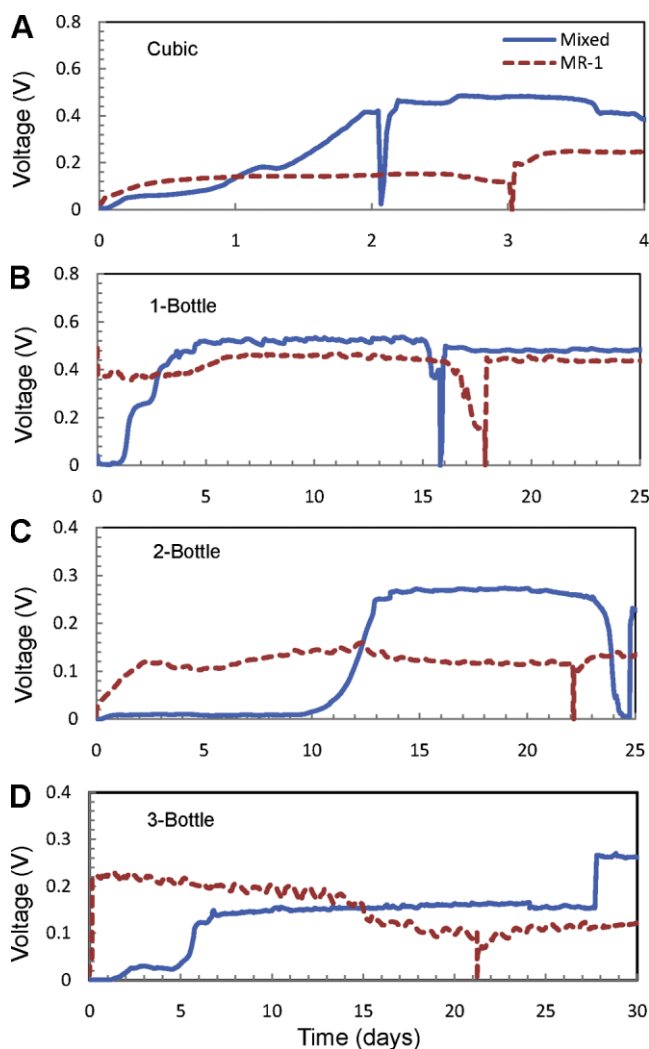 A
Cubic
Mixed
MR-1
Voltage (V)
0.8
0.6
0.4
0.2
0
0 1 2 3 4
B
1-Bottle
Voltage (V)
0.8
0.6
0.4
0.2
0
0 5 10 15 20 25
C
2-Bottle
Voltage (V)
0.4
0.3
0.2
0.1
0
0 5 10 15 20 25
D
3-Bottle
Voltage (V)
0.4
0.3
0.2
0.1
0
0 5 10 15 20 25 30
Time (days)